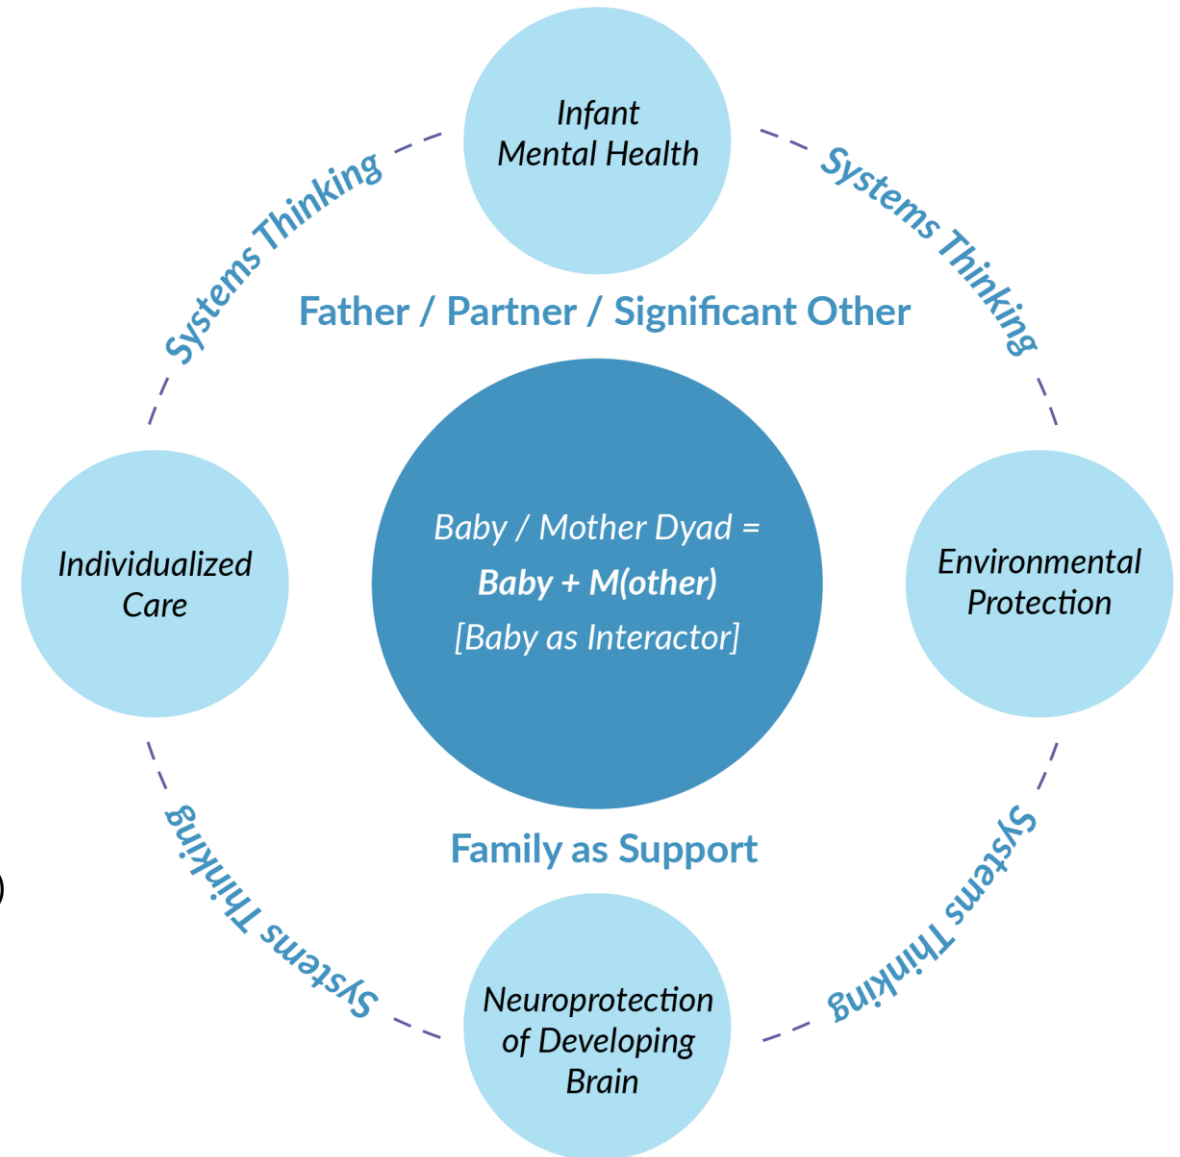 Infant
Mental Health
Systems Thinking
Systems Thinking
Father / Partner / Significant Other
Individualized
Care
Baby / Mother Dyad =
Baby + M(other)
[Baby as Interactor]
Environmental
Protection
Family as Support
)
Systems Thinking
Systems Thinking
Neuroprotection
of Developing
Brain